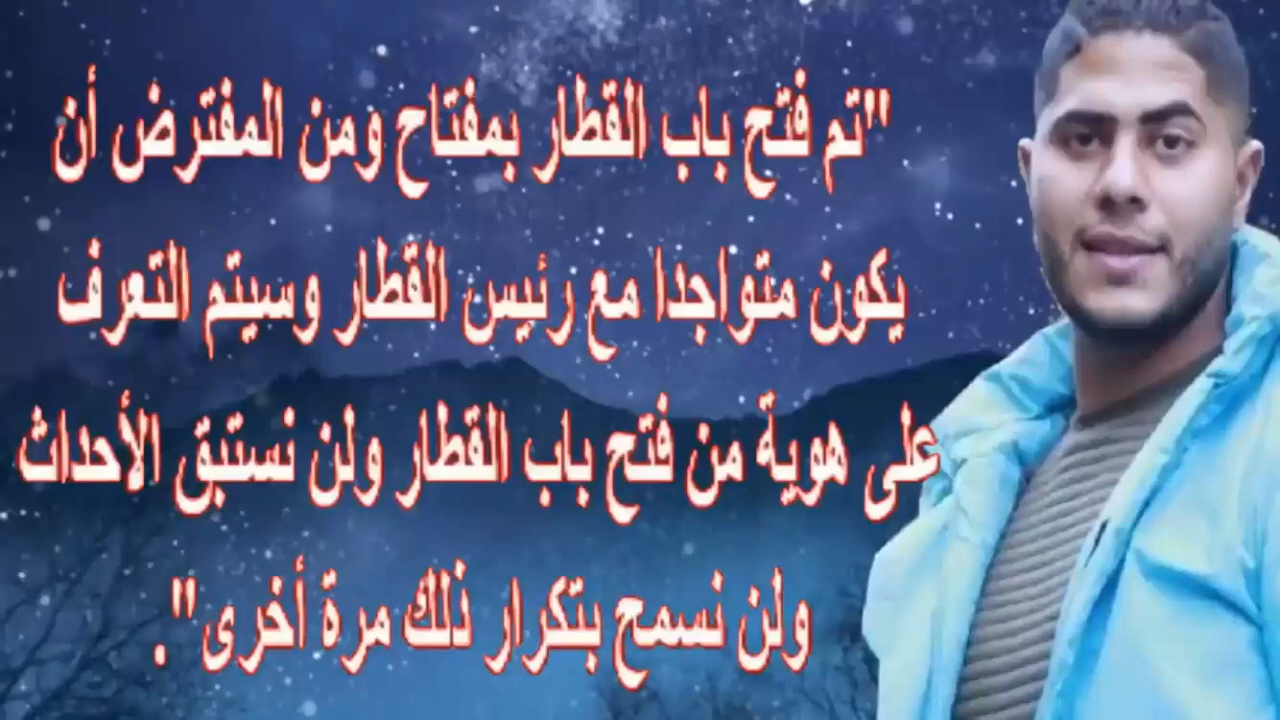 "تم فتح باب القطار بمفتاح ومن المفترض أن
يكون متواجدا مع رئيس القطار وسيتم التعرف
على هوية من فتح باب القطار ولن نستبق الأحداث
ولن نسمح بتكرار ذلك مرة أخرى".